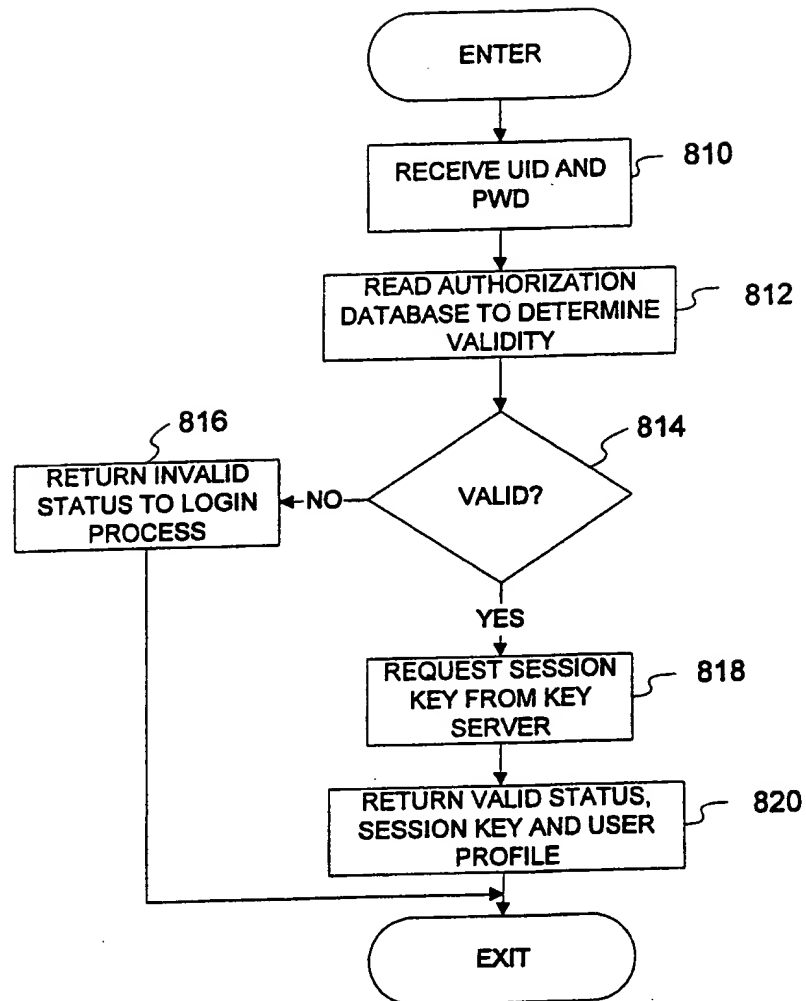 ENTER
RECEIVE UID AND
PWD
810
READ AUTHORIZATION
DATABASE TO DETERMINE
VALIDITY
812
VALID?
814
NO
816
RETURN INVALID
STATUS TO LOGIN
PROCESS
YES
REQUEST SESSION
KEY FROM KEY
SERVER
818
RETURN VALID STATUS,
SESSION KEY AND USER
PROFILE
820
EXIT